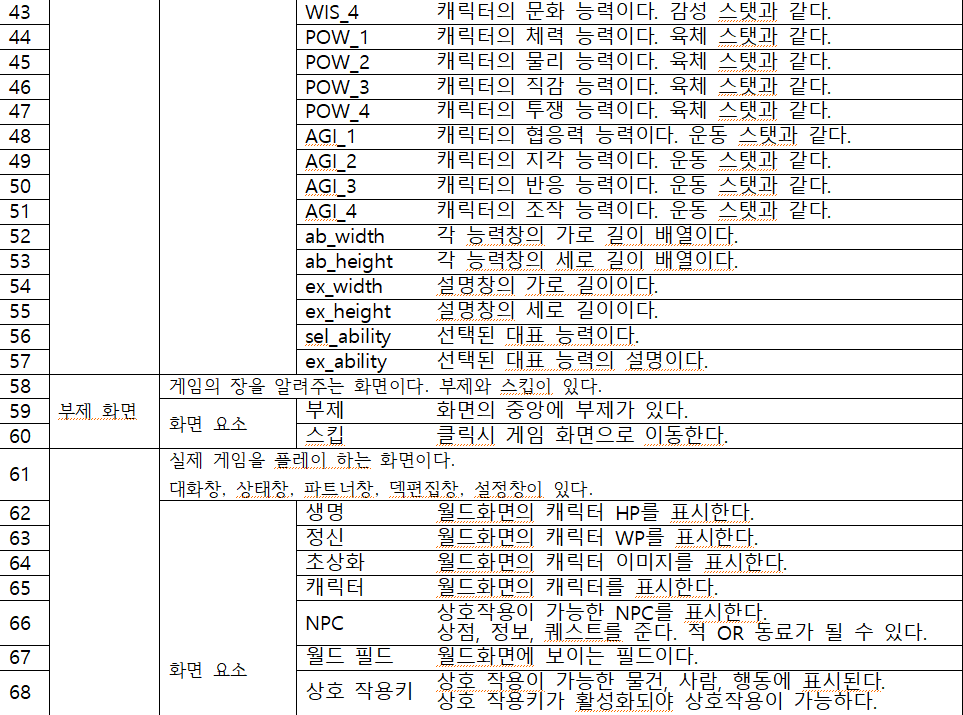 43 WIS_4 캐릭터의 문화 능력이다. 감성 스탯과 같다.
44 POW_1 캐릭터의 체력 능력이다. 육체 스탯과 같다.
45 POW_2 캐릭터의 물리 능력이다. 육체 스탯과 같다.
46 POW_3 캐릭터의 직감 능력이다. 육체 스탯과 같다.
47 POW_4 캐릭터의 투쟁 능력이다. 육체 스탯과 같다.
48 AGI_1 캐릭터의 협응력 능력이다. 운동 스탯과 같다.
49 AGI_2 캐릭터의 지각 능력이다. 운동 스탯과 같다.
50 AGI_3 캐릭터의 반응 능력이다. 운동 스탯과 같다.
51 AGI_4 캐릭터의 조작 능력이다. 운동 스탯과 같다.
52 ab_width 각 능력창의 가로 길이 배열이다.
53 ab_height 각 능력창의 세로 길이 배열이다.
54 ex_width 설명창의 가로 길이이다.
55 ex_height 설명창의 세로 길이이다.
56 sel_ability 선택된 대표 능력이다.
57 ex_ability 선택된 대표 능력의 설명이다.
58 게임의 장을 알려주는 화면이다. 부제와 스킵이 있다.
부제 화면
59 부제 화면의 중앙에 부제가 있다.
화면 요소
60 스킵 클릭시 게임 화면으로 이동한다.
61 실제 게임을 플레이 하는 화면이다.
대화창, 상태창, 파트너창, 덱편집창, 설정창이 있다.
62 생명 월드화면의 캐릭터 HP를 표시한다.
63 정신 월드화면의 캐릭터 WP를 표시한다.
64 초상화 월드화면의 캐릭터 이미지를 표시한다.
65 캐릭터 월드화면의 캐릭터를 표시한다.
66 NPC 상호작용이 가능한 NPC를 표시한다.
상점, 정보, 퀘스트를 준다. 적 OR 동료가 될 수 있다.
67 월드 필드 월드화면에 보이는 필드이다.
화면 요소
68 상호 작용키 상호 작용이 가능한 물건, 사람, 행동에 표시된다.
상호 작용키가 활성화되야 상호작용이 가능하다.